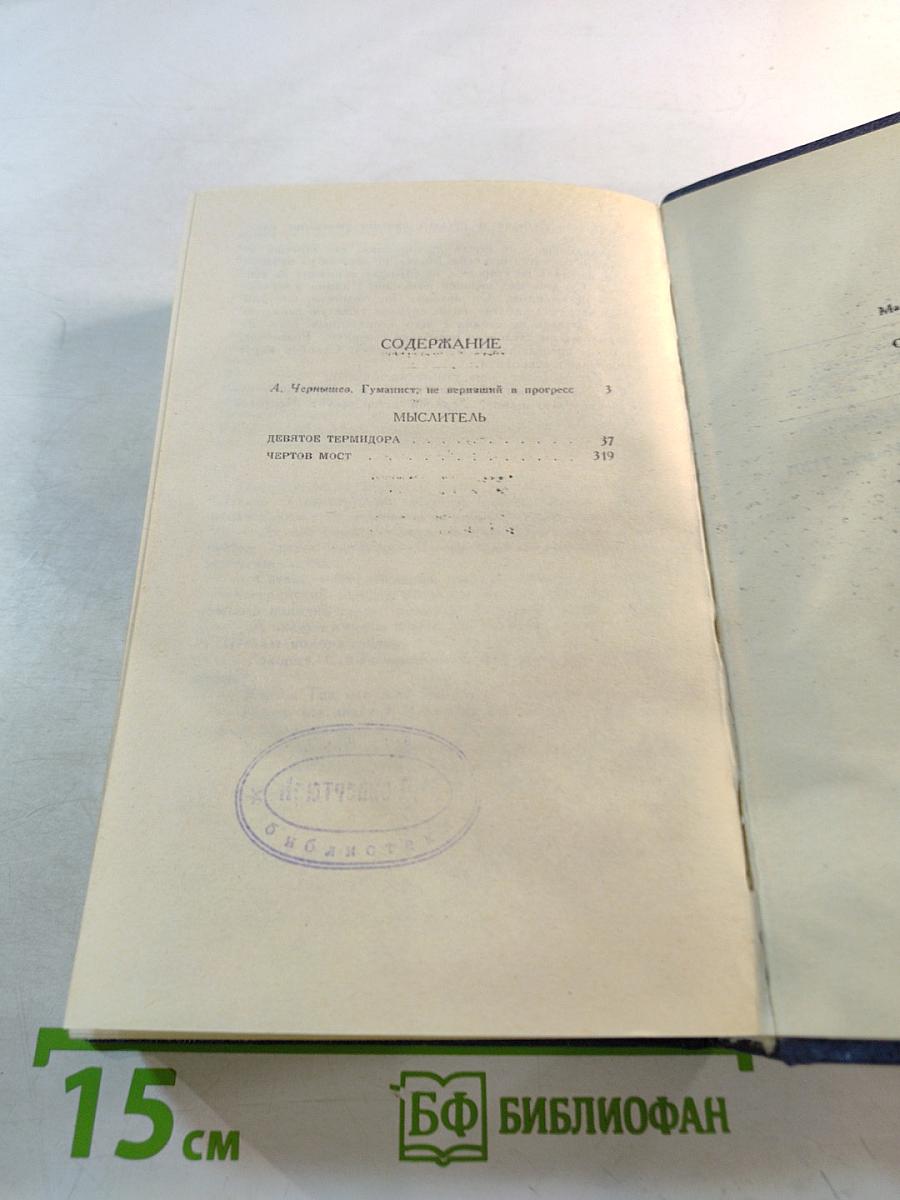 СОДЕРЖАНИЕ
А. Чернышев. Гуманист, не веривший в прогресс 3
МЫСЛИТЕЛЬ
ДЕВЯТОЕ ТЕРМИДОРА . . . . . . . . . . . . 37
ЧЕРТОВ МОСТ . . . . . . . . . . . . . . 319
библиотек
15 см
БФ БИБЛИОФАН